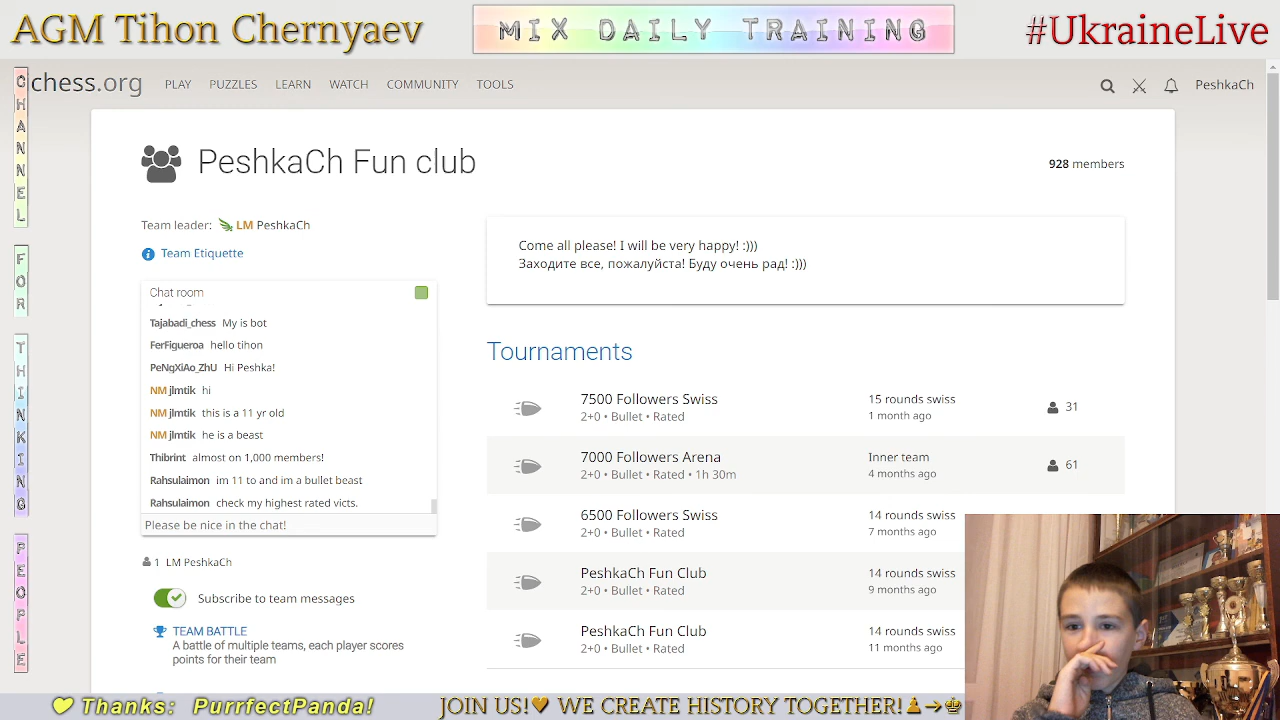 AGM Tihon Chernyaev
MIX DAILY TRAINING
#UkraineLive
CHANNEL FOR THINKING PEOPLE
chess.org
PLAY PUZZLES LEARN WATCH COMMUNITY TOOLS
PeshkaCh
PeshkaCh Fun club
928 members
Team leader: LM PeshkaCh
Team Etiquette
Come all please! I will be very happy! :)))
Заходите все, пожалуйста! Буду очень рад! :)))
Chat room
Tajabadi_chess My is bot
FerFigueroa hello tihon
PeNgXiAo_ZhU Hi Peshka!
NM jlmtik hi
NM jlmtik this is a 11 yr old
NM jlmtik he is a beast
Thibrint almost on 1,000 members!
Rahsulaimon im 11 to and im a bullet beast
Rahsulaimon check my highest rated victs.
Please be nice in the chat!
1 LM PeshkaCh
Subscribe to team messages
TEAM BATTLE
A battle of multiple teams, each player scores
points for their team
Tournaments
7500 Followers Swiss 15 rounds swiss 31
2+0 • Bullet • Rated 1 month ago
7000 Followers Arena Inner team 61
2+0 • Bullet • Rated • 1h 30m 4 months ago
6500 Followers Swiss 14 rounds swiss
2+0 • Bullet • Rated 7 months ago
PeshkaCh Fun Club 14 rounds swiss
2+0 • Bullet • Rated 9 months ago
PeshkaCh Fun Club 14 rounds swiss
2+0 • Bullet • Rated 11 months ago
Thanks: PurrfectPanda!
JOIN US! WE CREATE HISTORY TOGETHER!